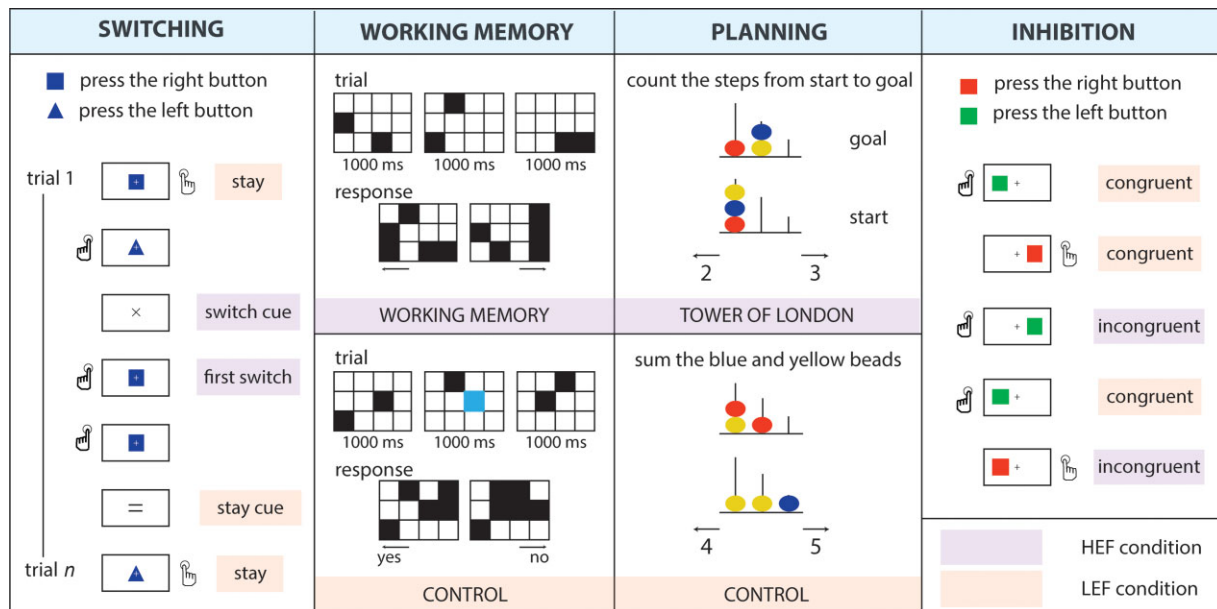 SWITCHING
press the right button
press the left button
trial 1
stay
switch cue
first switch
stay cue
trial n
stay
WORKING MEMORY
trial
1000 ms 1000 ms 1000 ms
response
WORKING MEMORY
trial
1000 ms 1000 ms 1000 ms
response
yes no
CONTROL
PLANNING
count the steps from start to goal
goal
start
2 3
TOWER OF LONDON
sum the blue and yellow beads
4 5
CONTROL
INHIBITION
press the right button
press the left button
congruent
congruent
incongruent
congruent
incongruent
HEF condition
LEF condition